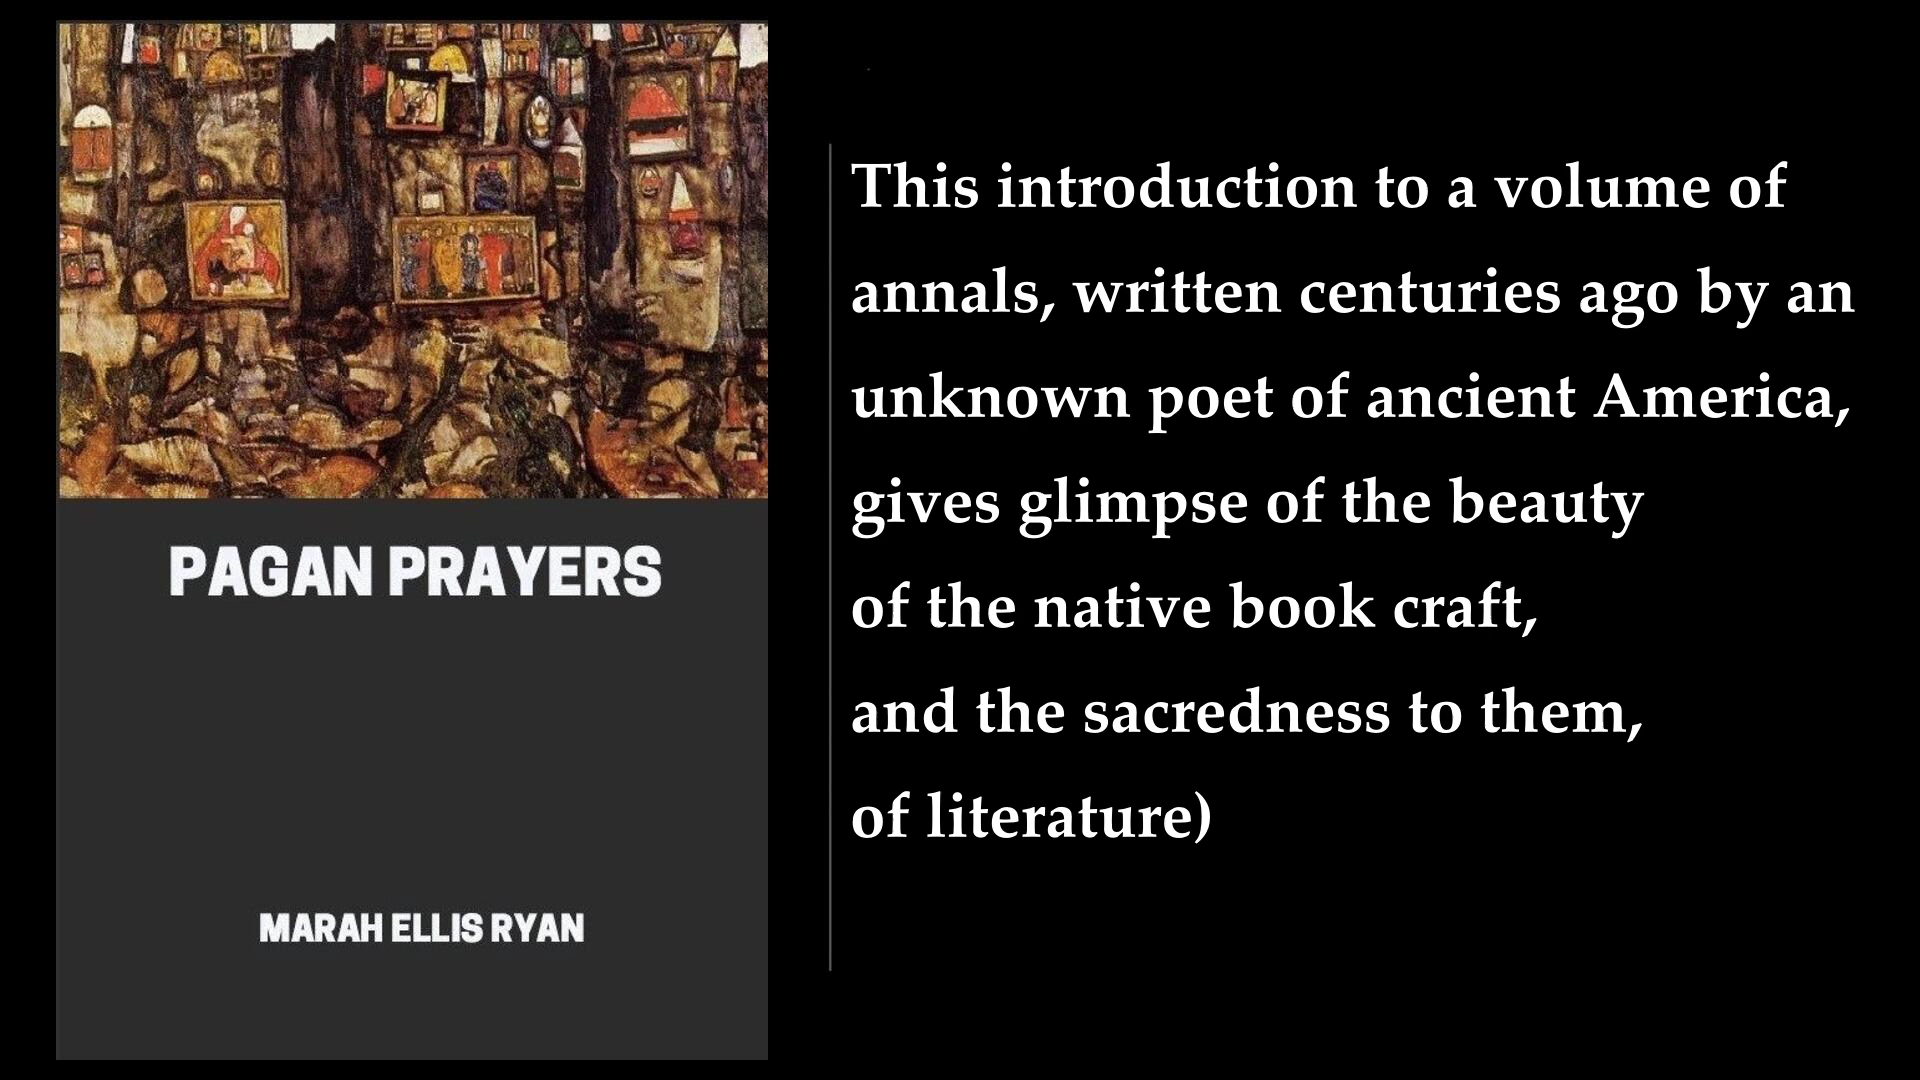 PAGAN PRAYERS
MARAH ELLIS RYAN
This introduction to a volume of
annals, written centuries ago by an
unknown poet of ancient America,
gives glimpse of the beauty
of the native book craft,
and the sacredness to them,
of literature)